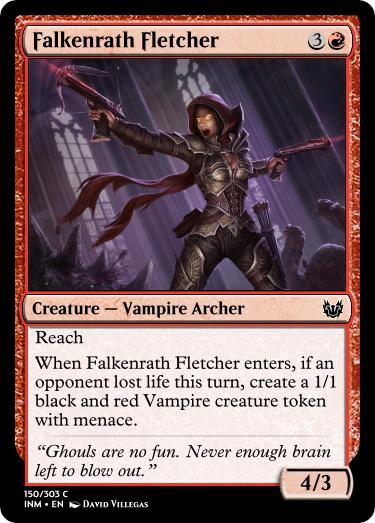 Falkenrath Fletcher 3
Creature — Vampire Archer
Reach
When Falkenrath Fletcher enters, if an
opponent lost life this turn, create a 1/1
black and red Vampire creature token
with menace.
“Ghouls are no fun. Never enough brain
left to blow out.”
4/3
150/303 C
INM • EN David Villegas